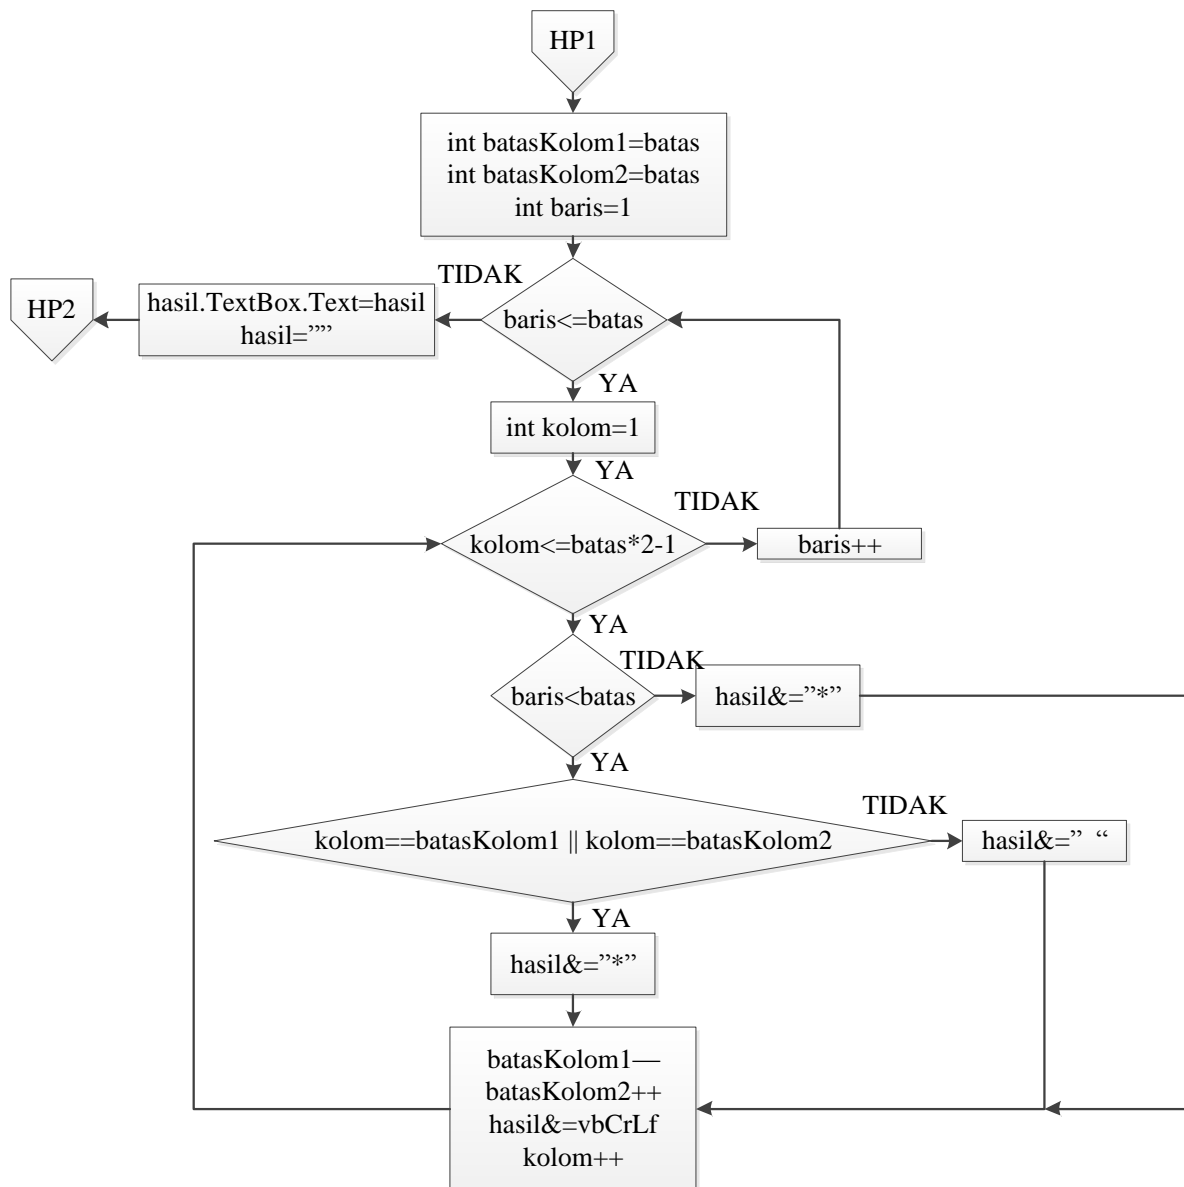 HP1
int batasKolom1=batas
int batasKolom2=batas
int baris=1
TIDAK
HP2
hasil.TextBox.Text=hasil
hasil=””
baris<=batas
YA
int kolom=1
YA
TIDAK
kolom<=batas*2-1
baris++
YA
TIDAK
baris<batas
hasil&=”*”
YA
TIDAK
kolom==batasKolom1 || kolom==batasKolom2
hasil&=” “
YA
hasil&=”*”
batasKolom1—
batasKolom2++
hasil&=vbCrLf
kolom++